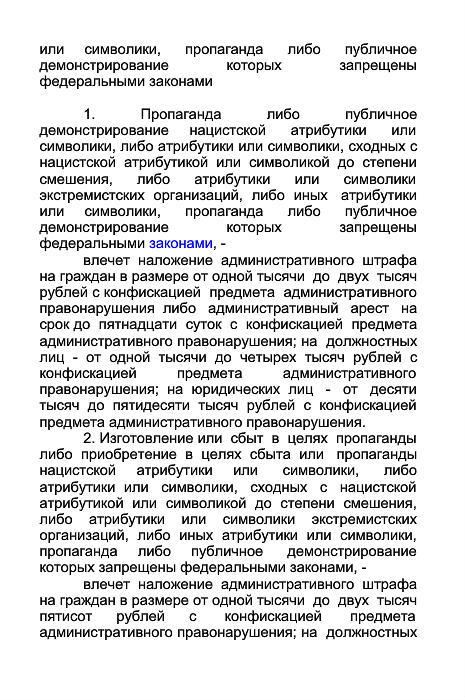 или символики, пропаганда либо публичное
демонстрирование которых запрещены
федеральными законами
1. Пропаганда либо публичное
демонстрирование нацистской атрибутики или
символики, либо атрибутики или символики, сходных с
нацистской атрибутикой или символикой до степени
смешения, либо атрибутики или символики
экстремистских организаций, либо иных атрибутики
или символики, пропаганда либо публичное
демонстрирование которых запрещены
федеральными законами, -
влечет наложение административного штрафа
на граждан в размере от одной тысячи до двух тысяч
рублей с конфискацией предмета административного
правонарушения либо административный арест на
срок до пятнадцати суток с конфискацией предмета
административного правонарушения; на должностных
лиц - от одной тысячи до четырех тысяч рублей с
конфискацией предмета административного
правонарушения; на юридических лиц - от десяти
тысяч до пятидесяти тысяч рублей с конфискацией
предмета административного правонарушения.
2. Изготовление или сбыт в целях пропаганды
либо приобретение в целях сбыта или пропаганды
нацистской атрибутики или символики, либо
атрибутики или символики, сходных с нацистской
атрибутикой или символикой до степени смешения,
либо атрибутики или символики экстремистских
организаций, либо иных атрибутики или символики,
пропаганда либо публичное демонстрирование
которых запрещены федеральными законами, -
влечет наложение административного штрафа
на граждан в размере от одной тысячи до двух тысяч
пятисот рублей с конфискацией предмета
административного правонарушения; на должностных